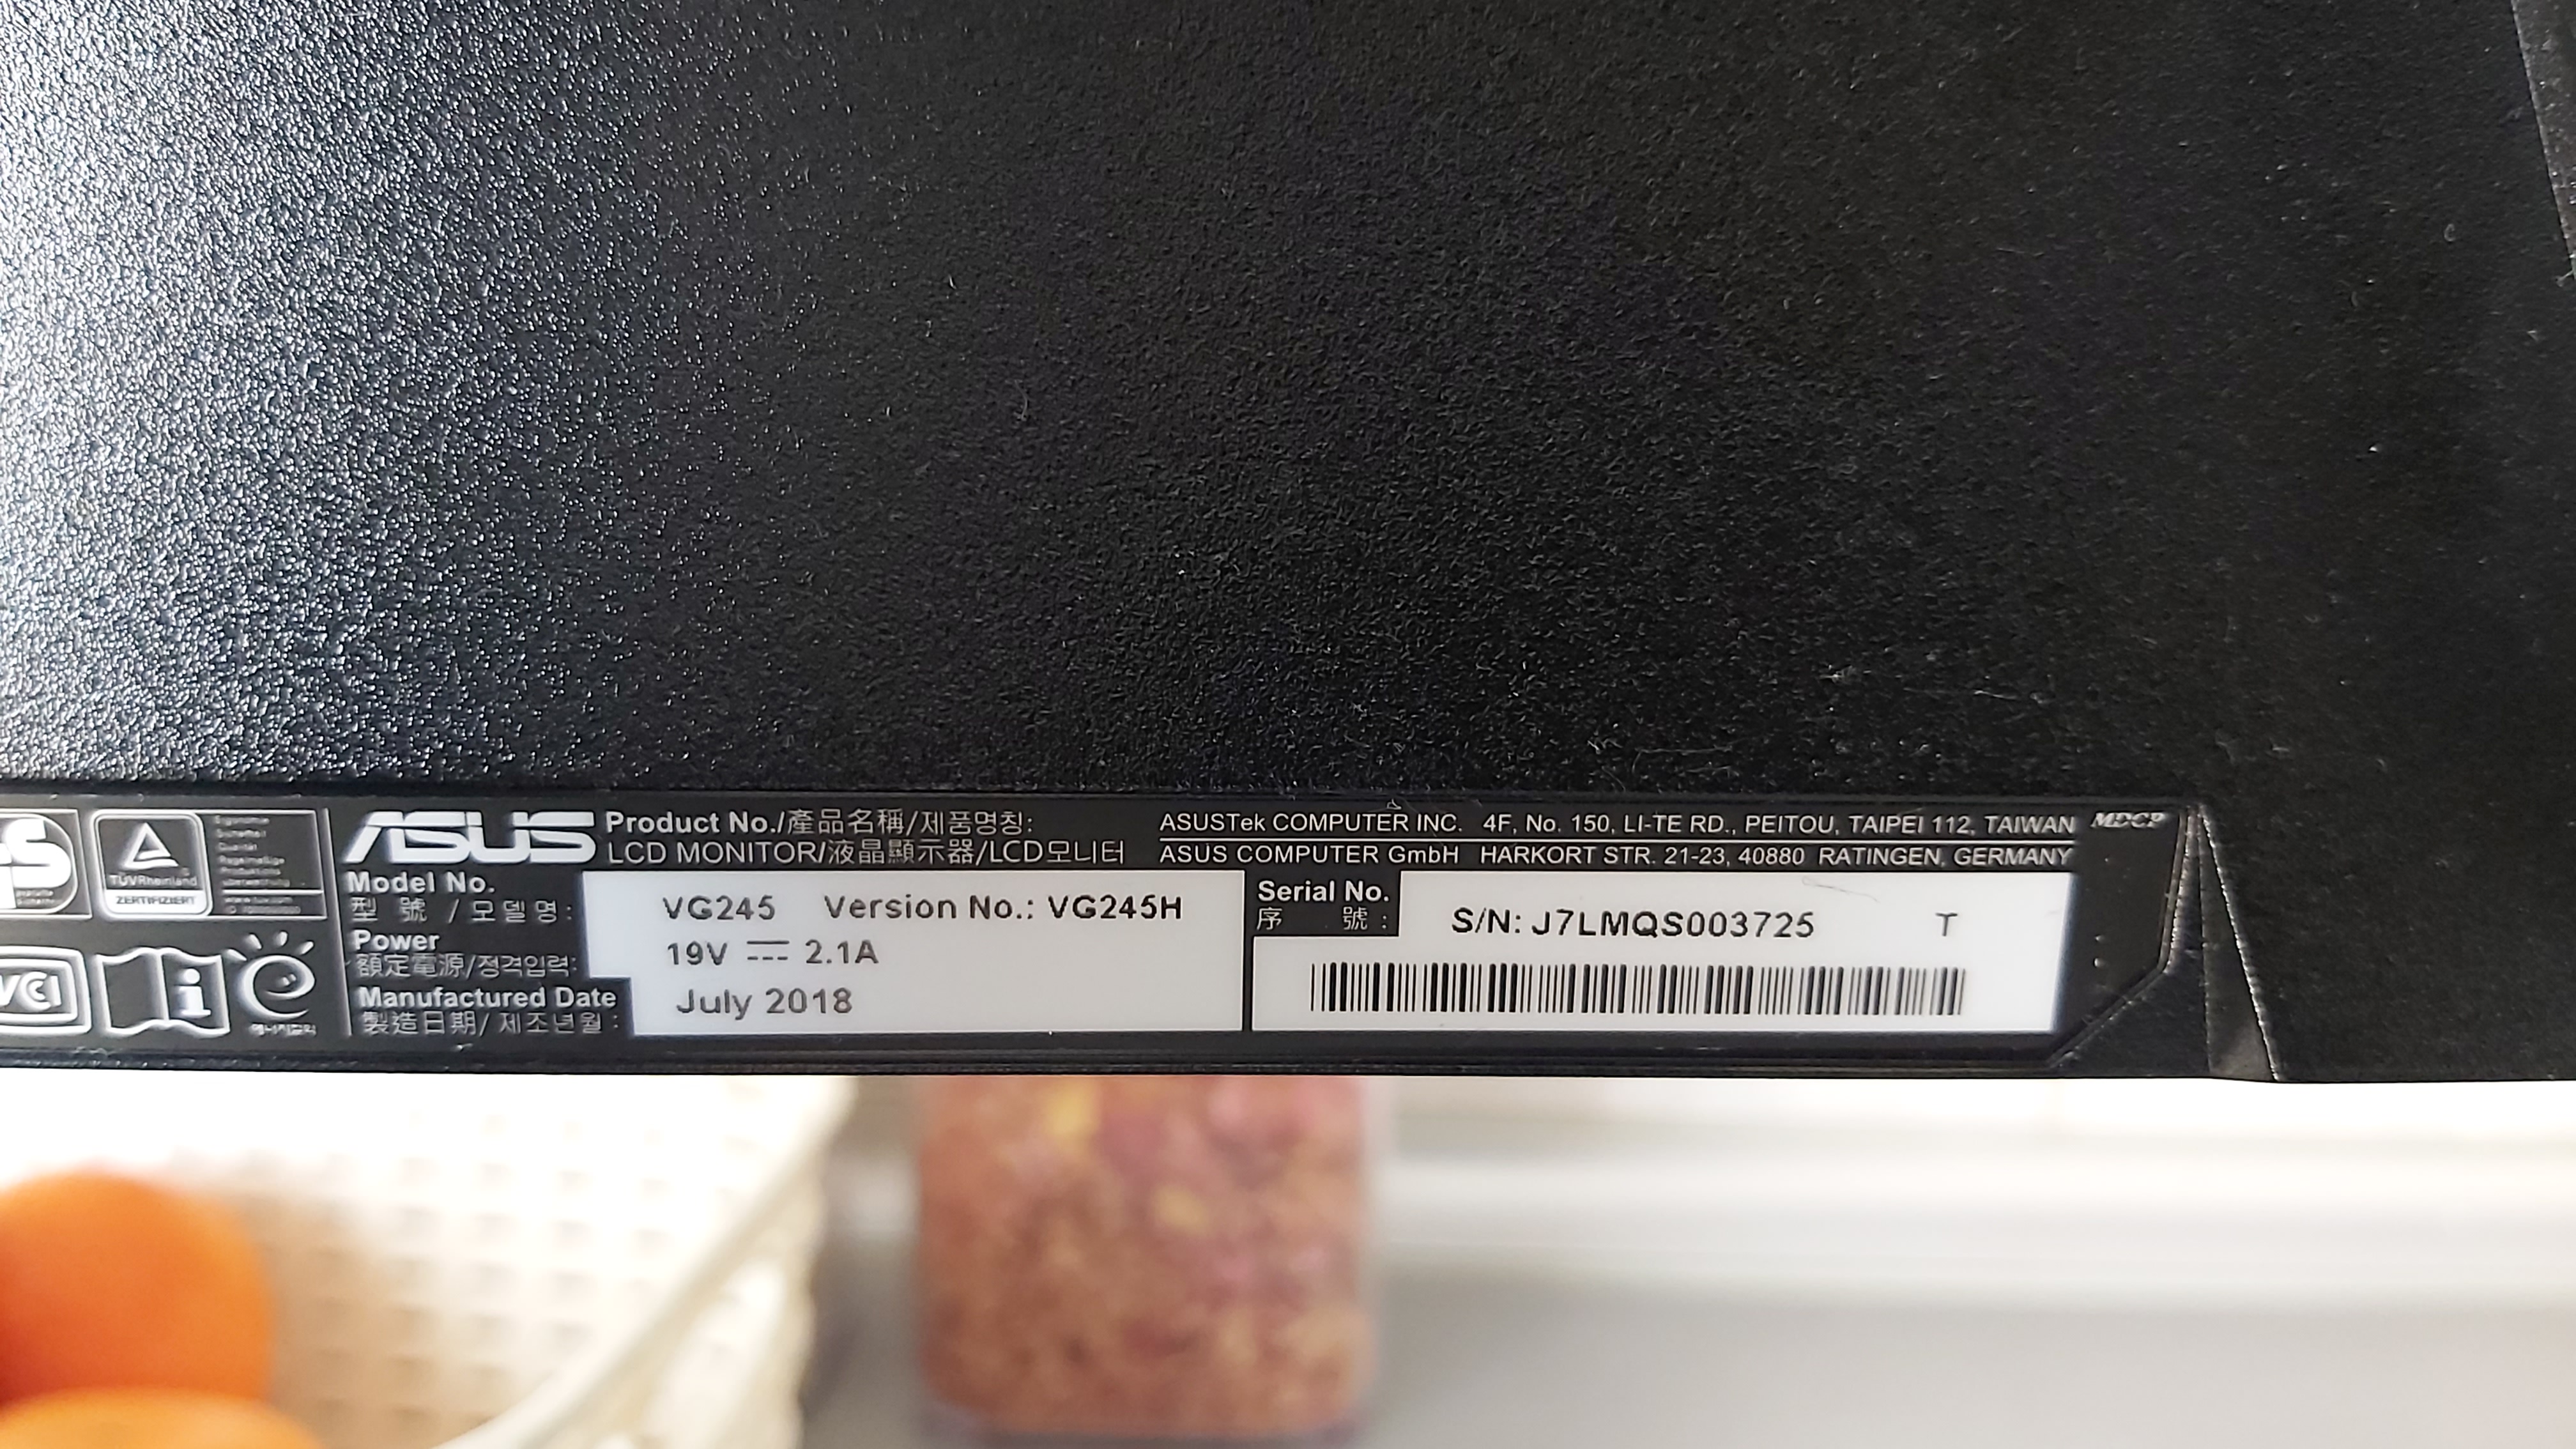 ASUS
Product No./產品名稱/제품명칭:
LCD MONITOR/液晶顯示器/LCD모니터
ASUSTek COMPUTER INC. 4F, No. 150, LI-TE RD., PEITOU, TAIPEI 112, TAIWAN
ASUS COMPUTER GmbH HARKORT STR. 21-23, 40880 RATINGEN, GERMANY
MDCP
TÜVRheinland
ZERTIFIZIERT
Model No.
型 號 / 모델명: VG245 Version No.: VG245H
Power
額定電源/정격입력: 19V 2.1A
Manufactured Date
製造日期/ 제조년월: July 2018
Serial No.
序 號: S/N: J7LMQS003725 T